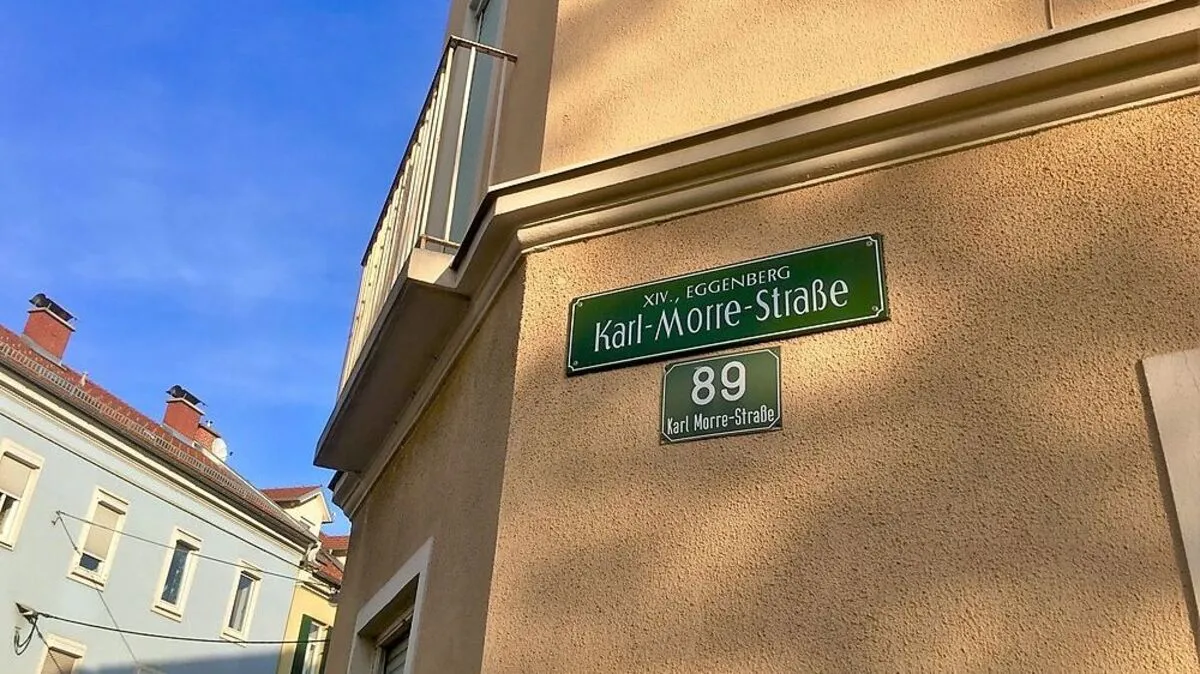 XIV., EGGENBERG
Karl-Morre-Straße
89
Karl Morre-Straße